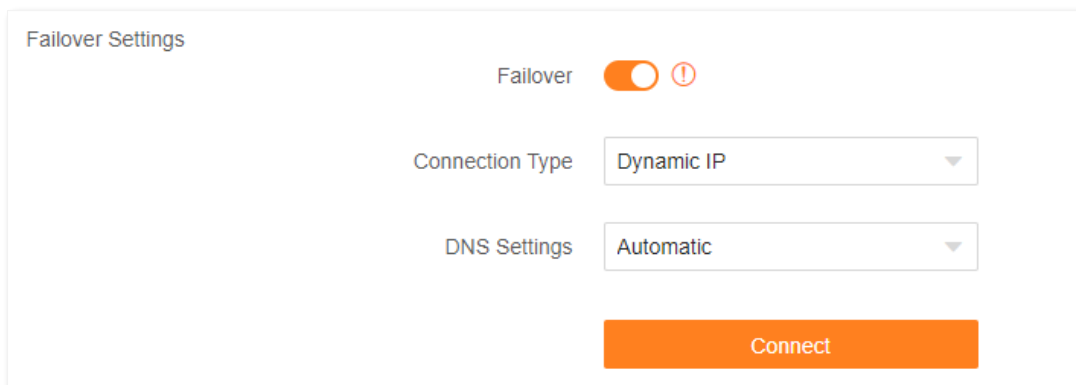 Failover Settings
Failover
Connection Type Dynamic IP
DNS Settings Automatic
Connect